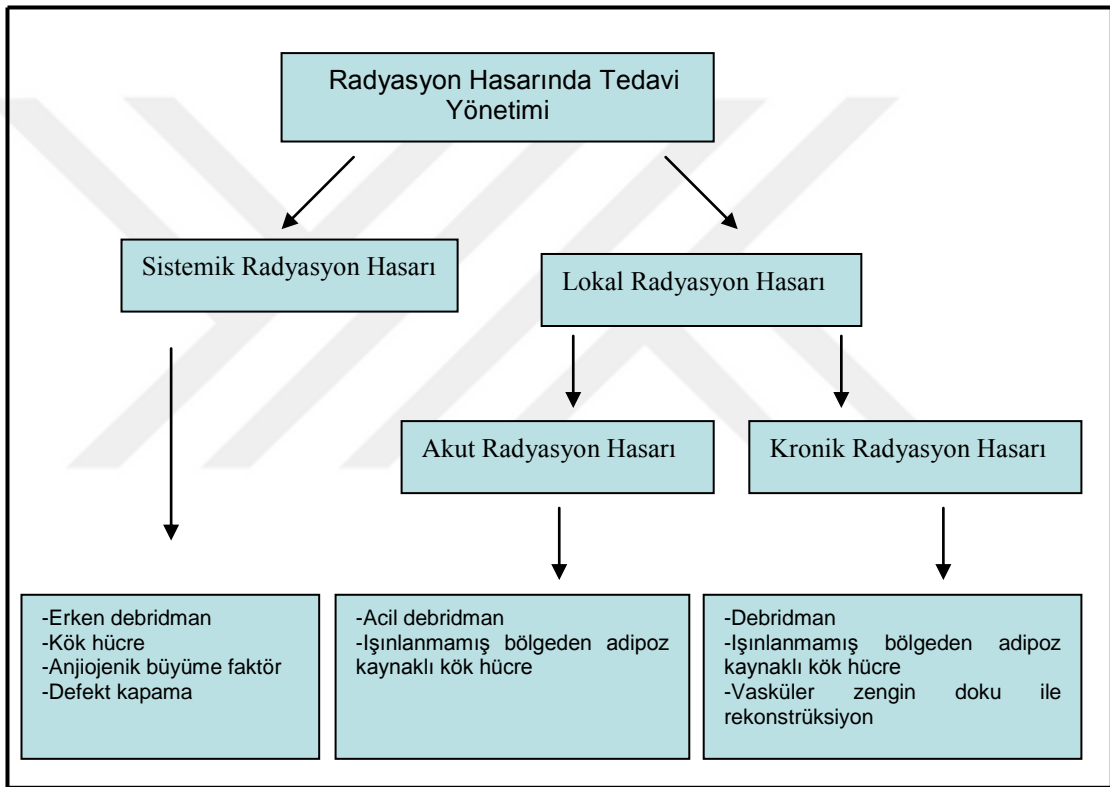 Radyasyon Hasarında Tedavi
Yönetimi
Sistemik Radyasyon Hasarı
Lokal Radyasyon Hasarı
Akut Radyasyon Hasarı
Kronik Radyasyon Hasarı
-Erken debridman
-Kök hücre
-Anjiojenik büyüme faktör
-Defekt kapama
-Acil debridman
-Işınlanmamış bölgeden adipoz
kaynaklı kök hücre
-Debridman
-Işınlanmamış bölgeden adipoz
kaynaklı kök hücre
-Vasküler zengin doku ile
rekonstrüksiyon